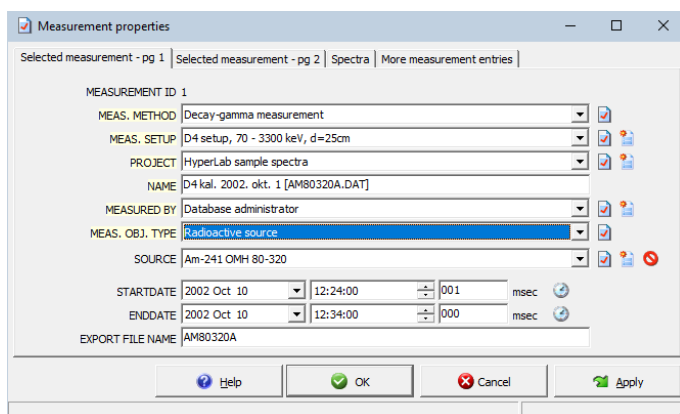 Measurement properties
Selected measurement - pg 1 Selected measurement - pg 2 Spectra More measurement entries
MEASUREMENT ID 1
MEAS. METHOD Decay-gamma measurement
MEAS. SETUP D4 setup, 70 - 3300 keV, d=25cm
PROJECT HyperLab sample spectra
NAME D4 kal. 2002. okt. 1 [AM80320A.DAT]
MEASURED BY Database administrator
MEAS. OBJ. TYPE Radioactive source
SOURCE Am-241 OMH 80-320
STARTDATE 2002 Oct 10 12:24:00 001 msec
ENDDATE 2002 Oct 10 12:34:00 000 msec
EXPORT FILE NAME AM80320A
Help OK Cancel Apply